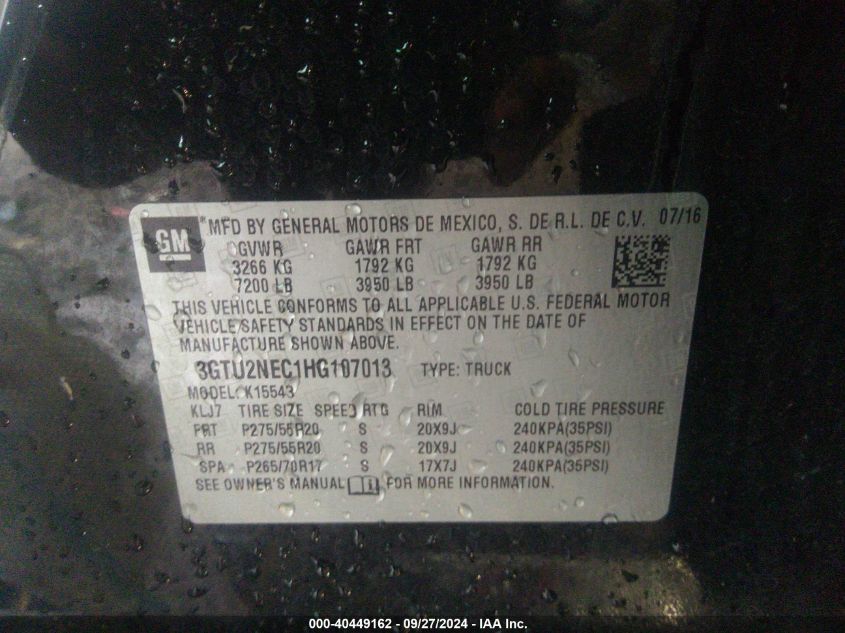 GM ® MFD BY GENERAL MOTORS DE MEXICO, S. DE R.L. DE C.V. 07/16
GVWR GAWR FRT GAWR RR
3266 KG 1792 KG 1792 KG
7200 LB 3950 LB 3950 LB
THIS VEHICLE CONFORMS TO ALL APPLICABLE U.S. FEDERAL MOTOR
VEHICLE SAFETY STANDARDS IN EFFECT ON THE DATE OF
MANUFACTURE SHOWN ABOVE.
3GTU2NEC1HG107013 TYPE: TRUCK
MODEL: K15543
KLJ7 TIRE SIZE SPEED RTG RIM COLD TIRE PRESSURE
FRT P275/55R20 S 20X9J 240KPA(35PSI)
RR P275/55R20 S 20X9J 240KPA(35PSI)
SPA P265/70R17 S 17X7J 240KPA(35PSI)
SEE OWNER'S MANUAL FOR MORE INFORMATION.
000-40449162 - 09/27/2024 - IAA Inc.